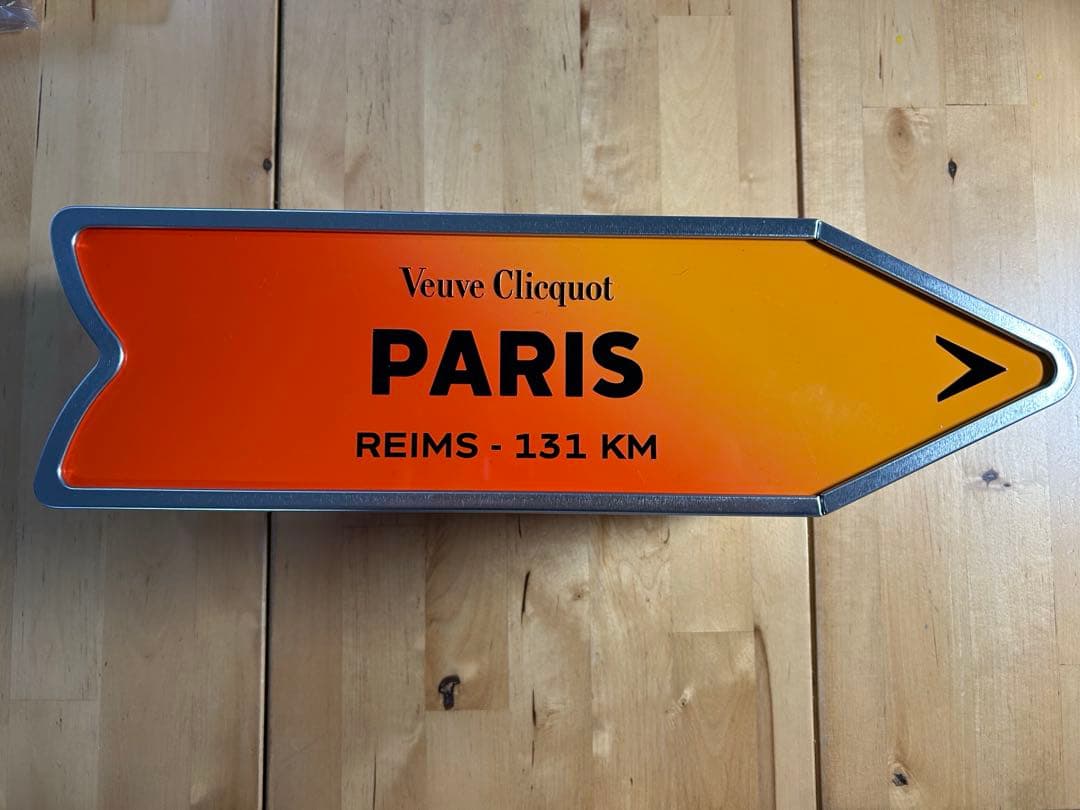 Veuve Clicquot
PARIS
REIMS - 131 KM